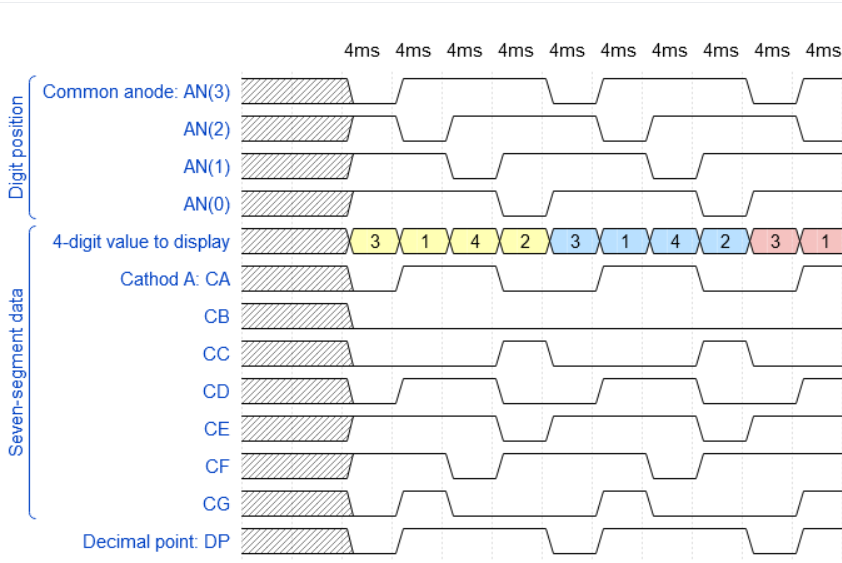 4ms 4ms 4ms 4ms 4ms 4ms 4ms 4ms 4ms 4ms
Digit position
Common anode: AN(3)
AN(2)
AN(1)
AN(0)
Seven-segment data
4-digit value to display 3 1 4 2 3 1 4 2 3 1
Cathod A: CA
CB
CC
CD
CE
CF
CG
Decimal point: DP